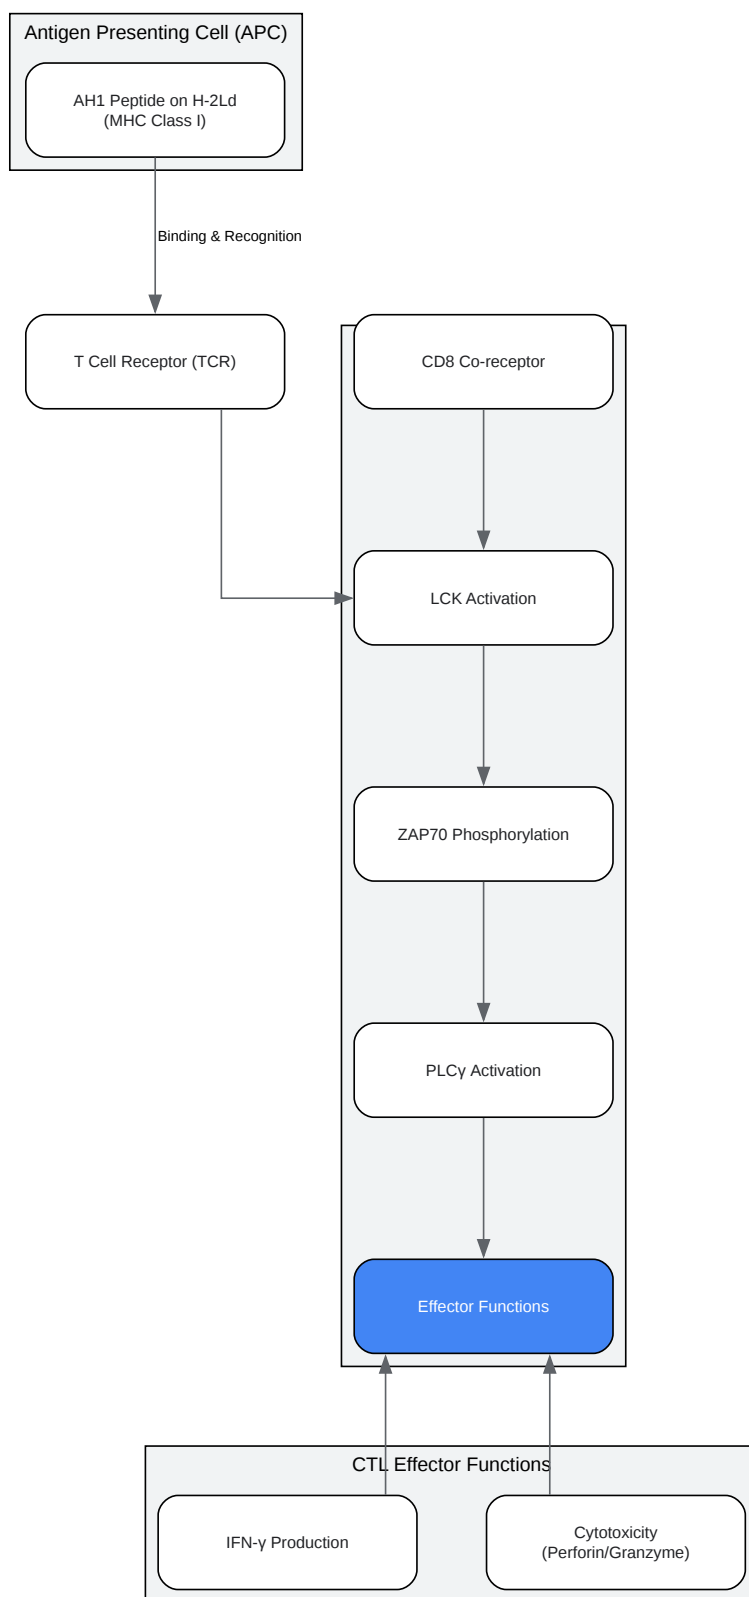 Antigen Presenting Cell (APC)
AH1 Peptide on H-2Ld
(MHC Class I)
Binding & Recognition
T Cell Receptor (TCR)
CD8 Co-receptor
LCK Activation
ZAP70 Phosphorylation
PLCγ Activation
Effector Functions
CTL Effector Functions
IFN-γ Production
Cytotoxicity
(Perforin/Granzyme)